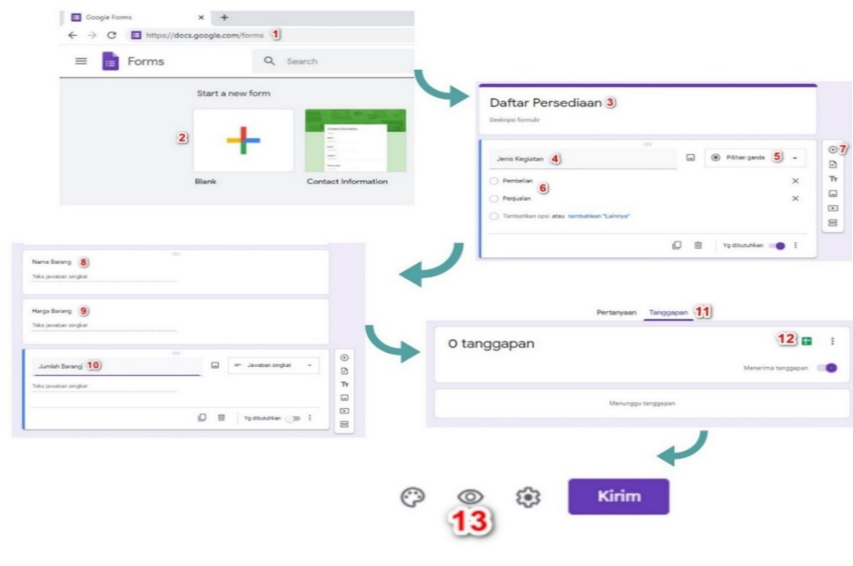 Google Forms
https://docs.google.com/forms 1
Forms
Search
Start a new form
2
Blank
Contact Information
Daftar Persediaan 3
Deskripsi formulir
Jenis Kegiatan 4
Pilihan ganda 5
7
Pembelian
6
Penjualan
Tambahkan opsi atau tambahkan "Lainnya"
Yg dibutuhkan
Tт
Nama Barang 8
Teks jawaban singkat
Harga Barang 9
Teks jawaban singkat
Jumlah Barang 10
Jawaban singkat
Teks jawaban singkat
Yg dibutuhkan
Tт
Pertanyaan Tanggapan 11
0 tanggapan 12
Menerima tanggapan
Menunggu tanggapan
13
Kirim